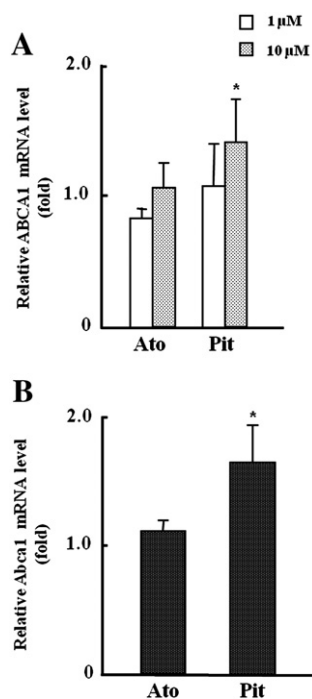 A
1 µM
10 µM
2.0
*
Relative ABCA1 mRNA level
(fold)
1.0
0
Ato Pit
B
2.0
*
Relative Abca1 mRNA level
(fold)
1.0
0
Ato Pit